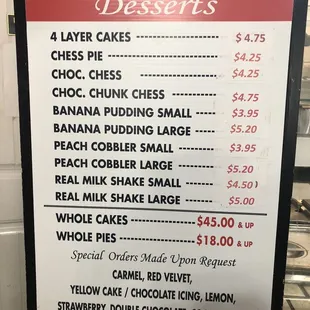 Desserts
4 LAYER CAKES ---------------- $4.75
CHESS PIE ---------------------- $4.25
CHOC. CHESS ------------------ $4.25
CHOC. CHUNK CHESS ---------- $4.75
BANANA PUDDING SMALL ----- $3.95
BANANA PUDDING LARGE ---- $5.20
PEACH COBBLER SMALL -------- $3.95
PEACH COBBLER LARGE -------- $5.20
REAL MILK SHAKE SMALL ------ $4.50
REAL MILK SHAKE LARGE ------ $5.00
WHOLE CAKES -------------- $45.00 & UP
WHOLE PIES ---------------- $18.00 & UP
Special Orders Made Upon Request
CARMEL, RED VELVET,
YELLOW CAKE / CHOCOLATE ICING, LEMON,
STRAWBERRY, DOUBLE CHOCOLATE,